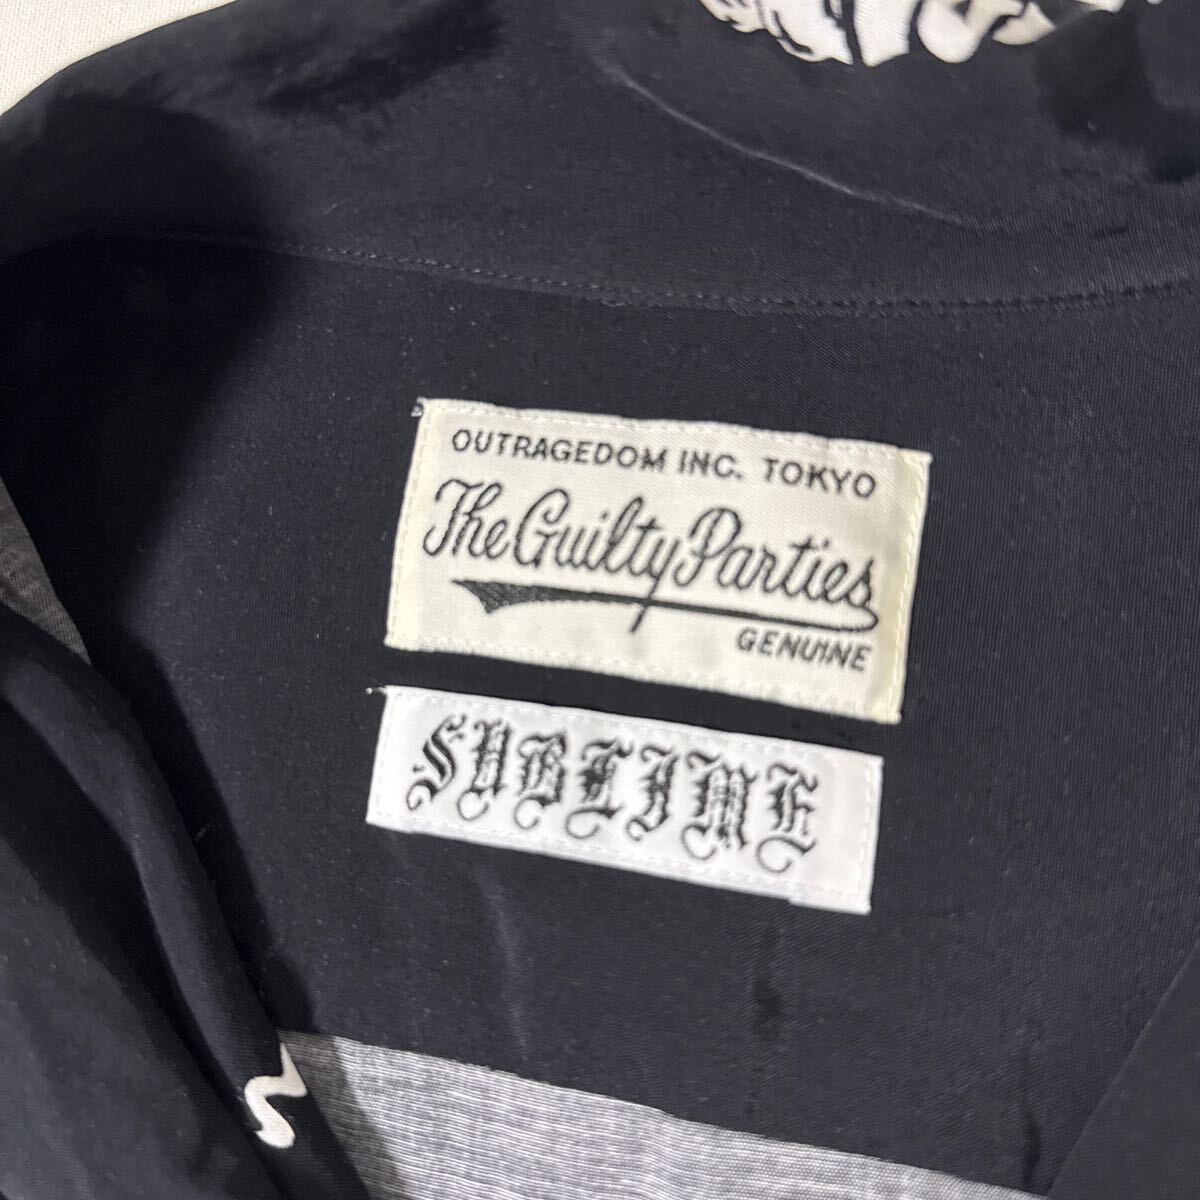 OUTRAGEDOM INC. TOKYO
The Guilty Parties
GENUINE
SUBLIME